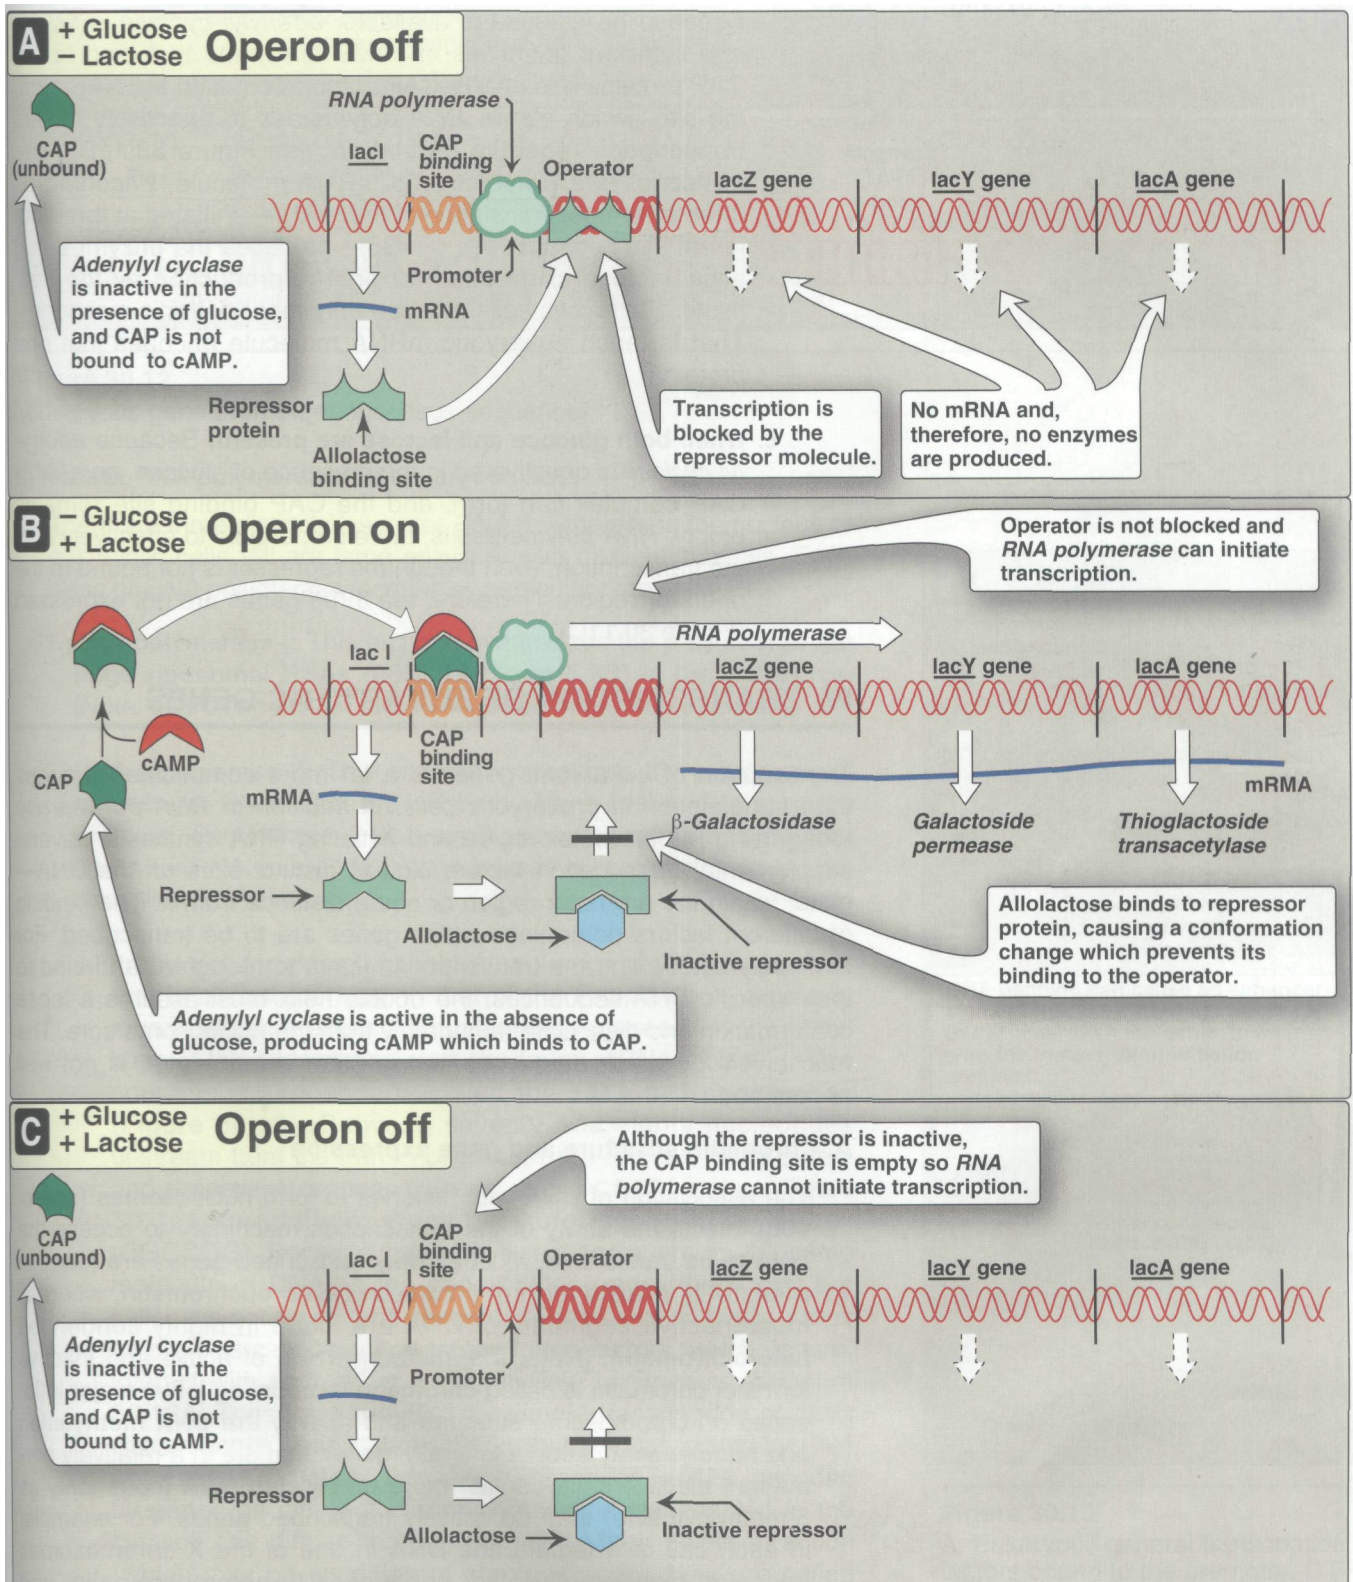 A
+ Glucose
− Lactose
Operon off
CAP
(unbound)
RNA polymerase
lacI
CAP
binding
site
Operator
lacZ gene
lacY gene
lacA gene
Adenylyl cyclase
is inactive in the
presence of glucose,
and CAP is not
bound to cAMP.
Promoter
mRNA
Repressor
protein
Allolactose
binding site
Transcription is
blocked by the
repressor molecule.
No mRNA and,
therefore, no enzymes
are produced.
B
− Glucose
+ Lactose
Operon on
Operator is not blocked and
RNA polymerase can initiate
transcription.
RNA polymerase
lac I
lacZ gene
lacY gene
lacA gene
CAP
binding
site
cAMP
CAP
mRMA
mRMA
β-Galactosidase
Galactoside
permease
Thioglactoside
transacetylase
Repressor
Allolactose
Inactive repressor
Allolactose binds to repressor
protein, causing a conformation
change which prevents its
binding to the operator.
Adenylyl cyclase is active in the absence of
glucose, producing cAMP which binds to CAP.
C
+ Glucose
+ Lactose
Operon off
Although the repressor is inactive,
the CAP binding site is empty so RNA
polymerase cannot initiate transcription.
CAP
(unbound)
lac I
CAP
binding
site
Operator
lacZ gene
lacY gene
lacA gene
Adenylyl cyclase
is inactive in the
presence of glucose,
and CAP is not
bound to cAMP.
Promoter
Repressor
Allolactose
Inactive repressor